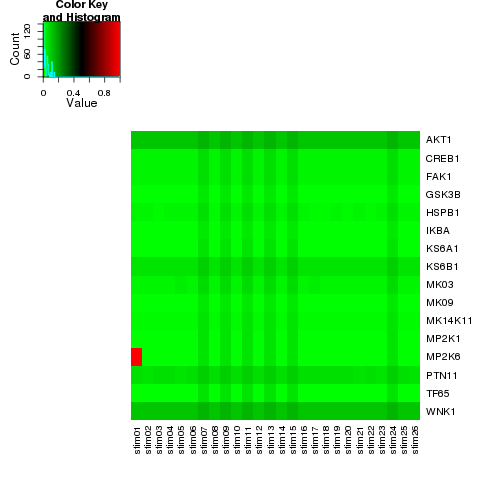 Color Key
and Histogram
Count
0 60 120
0 0.4 0.8
Value
AKT1
CREB1
FAK1
GSK3B
HSPB1
IKBA
KS6A1
KS6B1
MK03
MK09
MK14K11
MP2K1
MP2K6
PTN11
TF65
WNK1
stim01 stim02 stim03 stim04 stim05 stim06 stim07 stim08 stim09 stim10 stim11 stim12 stim13 stim14 stim15 stim16 stim17 stim18 stim19 stim20 stim21 stim22 stim23 stim24 stim25 stim26